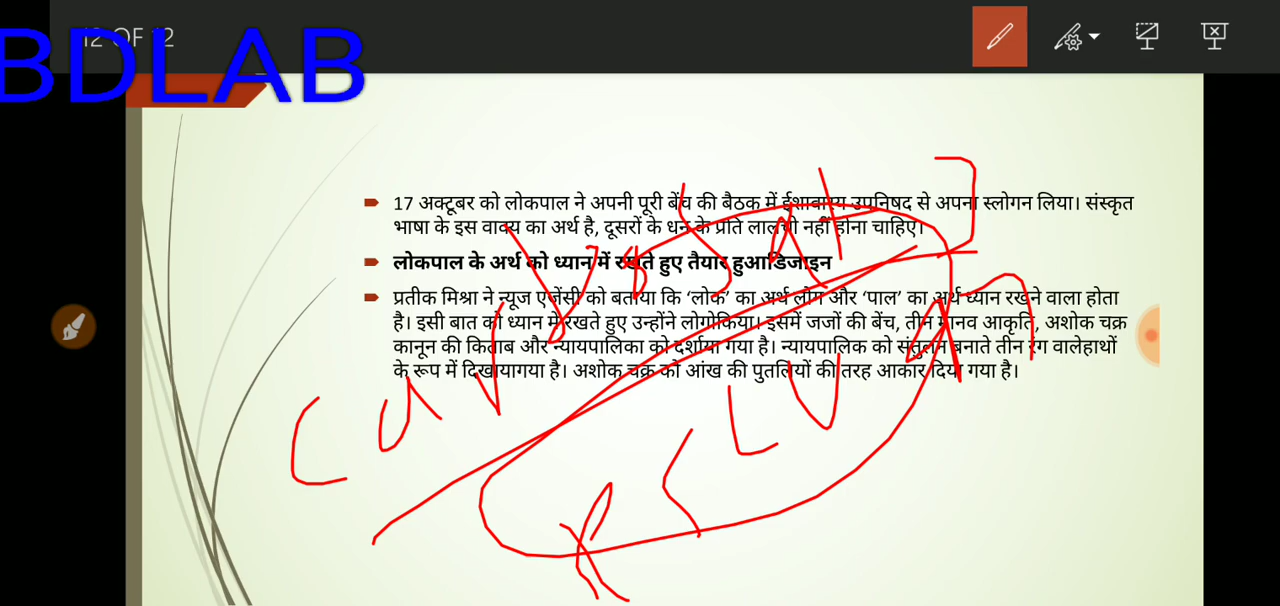 12 OF 12
BDLAB
17 अक्टूबर को लोकपाल ने अपनी पूरी बेंच की बैठक में ईशावास्य उपनिषद से अपना स्लोगन लिया। संस्कृत
भाषा के इस वाक्य का अर्थ है, दूसरों के धन के प्रति लालची नहीं होना चाहिए।
लोकपाल के अर्थ को ध्यान में रखते हुए तैयार हुआडिजाइन
प्रतीक मिश्रा ने न्यूज एजेंसी को बताया कि ‘लोक’ का अर्थ लोग और ‘पाल’ का अर्थ ध्यान रखने वाला होता
है। इसी बात को ध्यान में रखते हुए उन्होंने लोगोकिया। इसमें जजों की बेंच, तीन मानव आकृति, अशोक चक्र
कानून की किताब और न्यायपालिका को दर्शाया गया है। न्यायपालिक को संतुलन बनाते तीन रंग वालेहाथों
के रूप में दिखायागया है। अशोक चक्र को आंख की पुतलियों की तरह आकार दिया गया है।